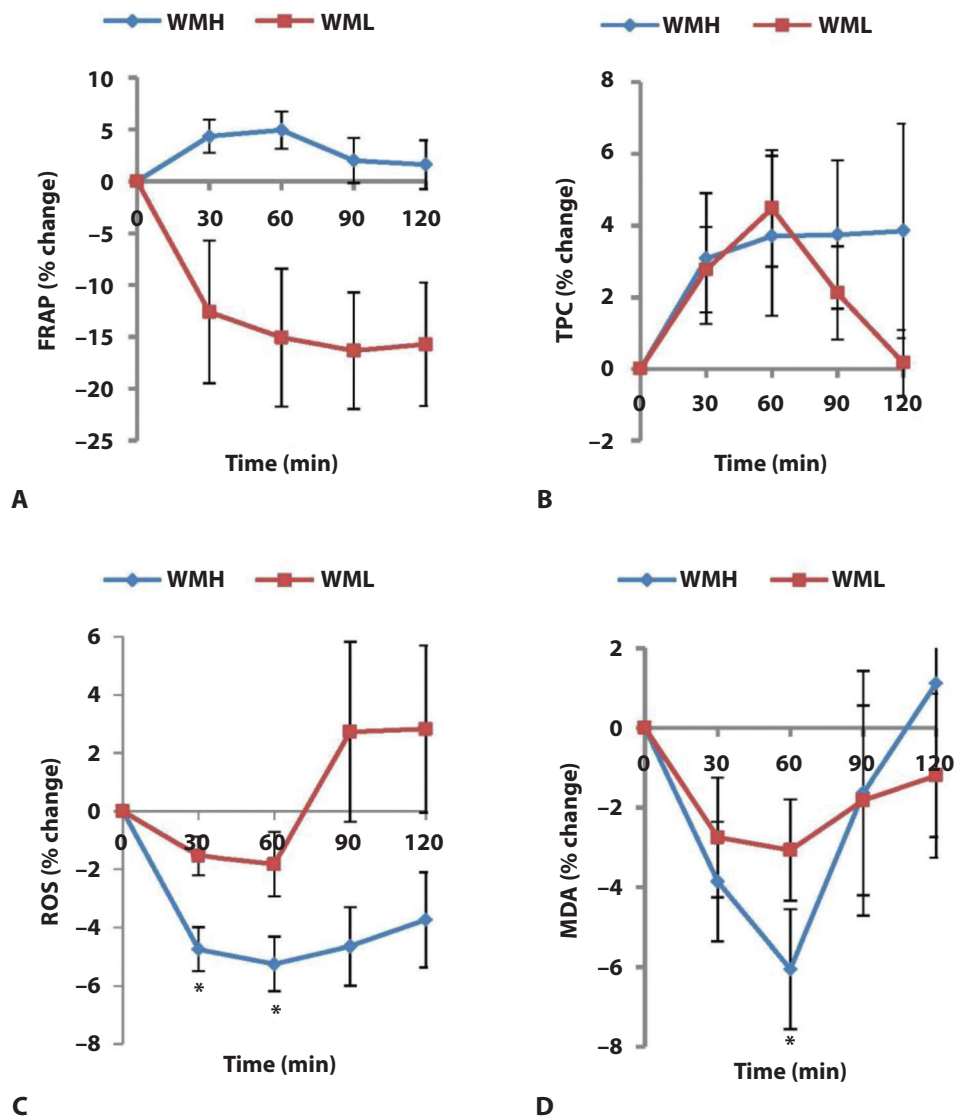 WMH WML
10
5
0
−5
−10
−15
−20
−25
0 30 60 90 120
FRAP (% change)
Time (min)
A
WMH WML
8
6
4
2
0
−2
0 30 60 90 120
TPC (% change)
Time (min)
B
WMH WML
6
4
2
0
−2
−4
−6
−8
0 30 60 90 120
* *
ROS (% change)
Time (min)
C
WMH WML
2
0
−2
−4
−6
−8
0 30 60 90 120
*
MDA (% change)
Time (min)
D